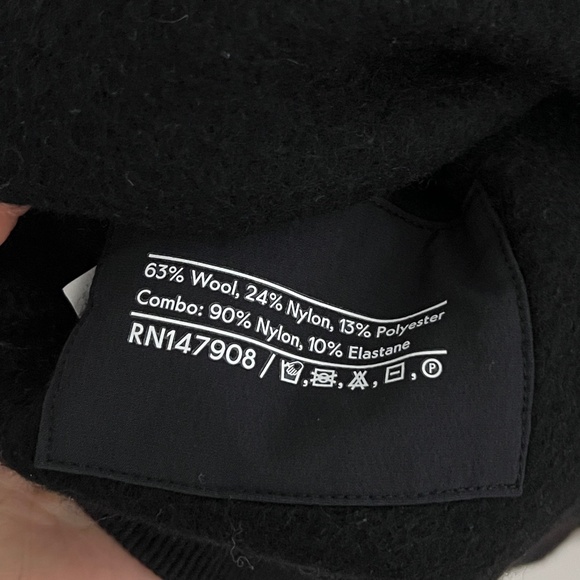 63% Wool, 24% Nylon, 13% Polyester
Combo: 90% Nylon, 10% Elastane
RN147908 / , , , , P